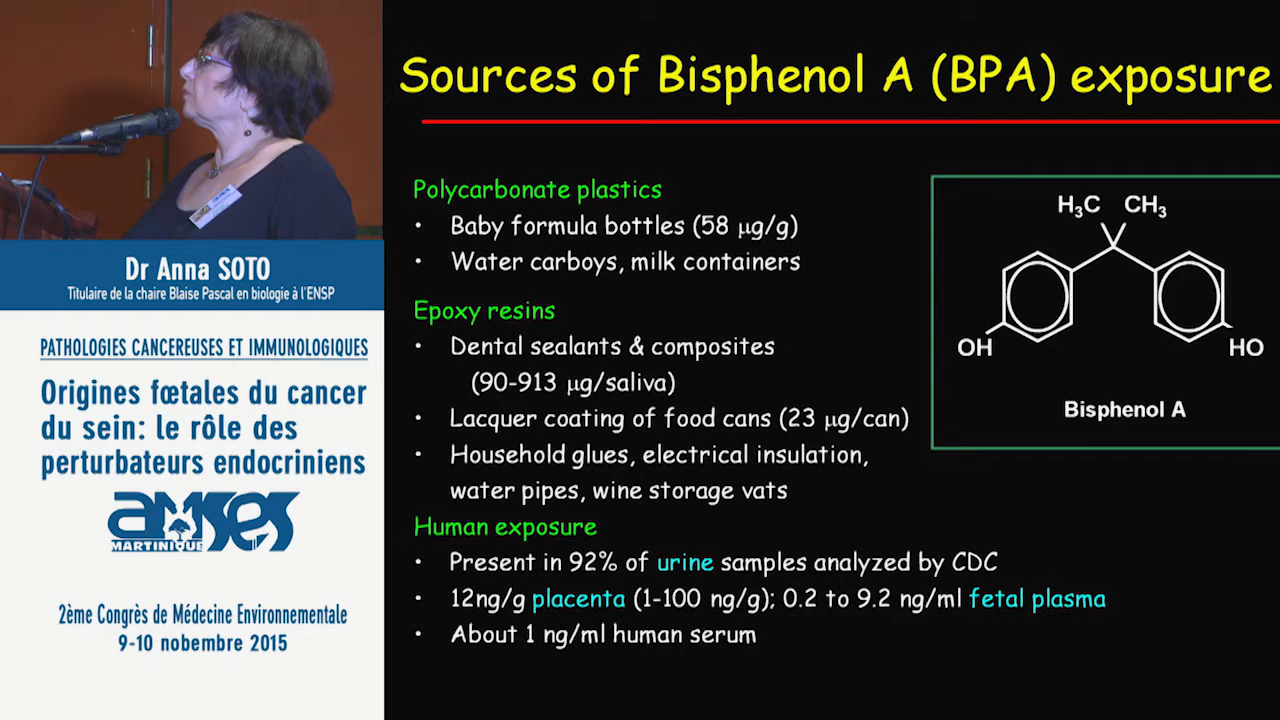 Sources of Bisphenol A (BPA) exposure
Polycarbonate plastics
• Baby formula bottles (58 µg/g)
• Water carboys, milk containers
Epoxy resins
• Dental sealants & composites
(90-913 µg/saliva)
• Lacquer coating of food cans (23 µg/can)
• Household glues, electrical insulation,
water pipes, wine storage vats
Human exposure
• Present in 92% of urine samples analyzed by CDC
• 12ng/g placenta (1-100 ng/g); 0.2 to 9.2 ng/ml fetal plasma
• About 1 ng/ml human serum
H₃C CH₃
OH HO
Bisphenol A
Dr Anna SOTO
Titulaire de la chaire Blaise Pascal en biologie à l'ENSP
PATHOLOGIES CANCEREUSES ET IMMUNOLOGIQUES
Origines fœtales du cancer
du sein: le rôle des
perturbateurs endocriniens
AMSES
MARTINIQUE
2ème Congrès de Médecine Environnementale
9-10 nobembre 2015